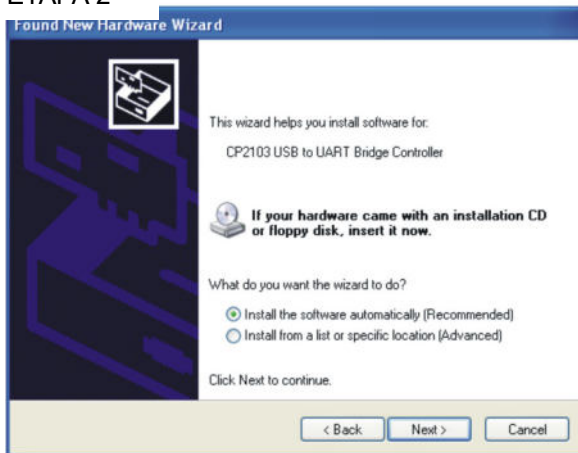 ETAPA 2
Found New Hardware Wizard
This wizard helps you install software for:
CP2103 USB to UART Bridge Controller
If your hardware came with an installation CD
or floppy disk, insert it now.
What do you want the wizard to do?
Install the software automatically (Recommended)
Install from a list or specific location (Advanced)
Click Next to continue.
< Back
Next >
Cancel